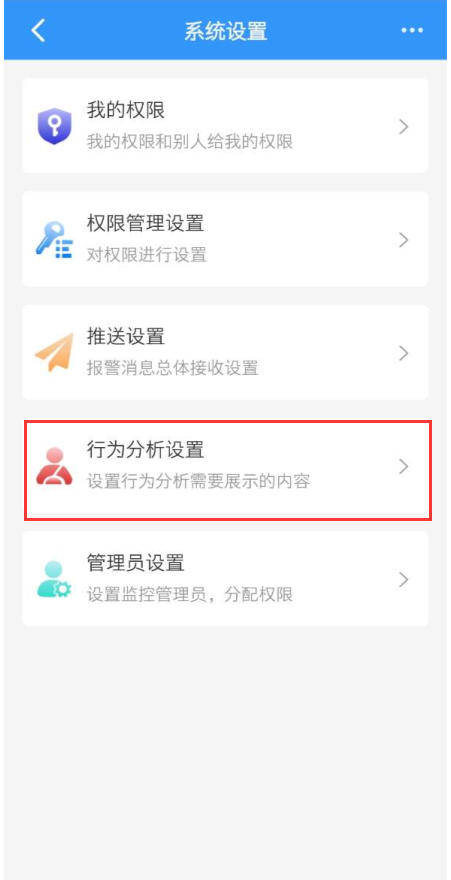 系统设置
我的权限
我的权限和别人给我的权限
权限管理设置
对权限进行设置
推送设置
报警消息总体接收设置
行为分析设置
设置行为分析需要展示的内容
管理员设置
设置监控管理员，分配权限